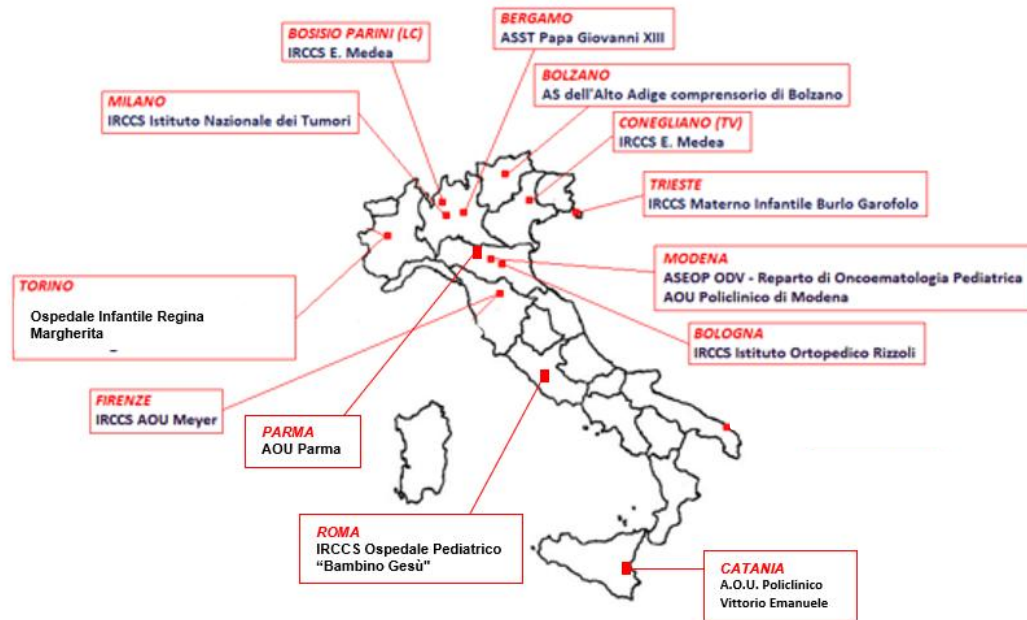 BERGAMO
ASST Papa Giovanni XIII
BOSISIO PARINI (LC)
IRCCS E. Medea
BOLZANO
AS dell'Alto Adige comprensorio di Bolzano
MILANO
IRCCS Istituto Nazionale dei Tumori
CONEGLIANO (TV)
IRCCS E. Medea
TRIESTE
IRCCS Materno Infantile Burlo Garofolo
MODENA
ASEOP ODV - Reparto di Oncoematologia Pediatrica
AOU Policlinico di Modena
TORINO
Ospedale Infantile Regina
Margherita
BOLOGNA
IRCCS Istituto Ortopedico Rizzoli
FIRENZE
IRCCS AOU Meyer
PARMA
AOU Parma
ROMA
IRCCS Ospedale Pediatrico
“Bambino Gesù"
CATANIA
A.O.U. Policlinico
Vittorio Emanuele